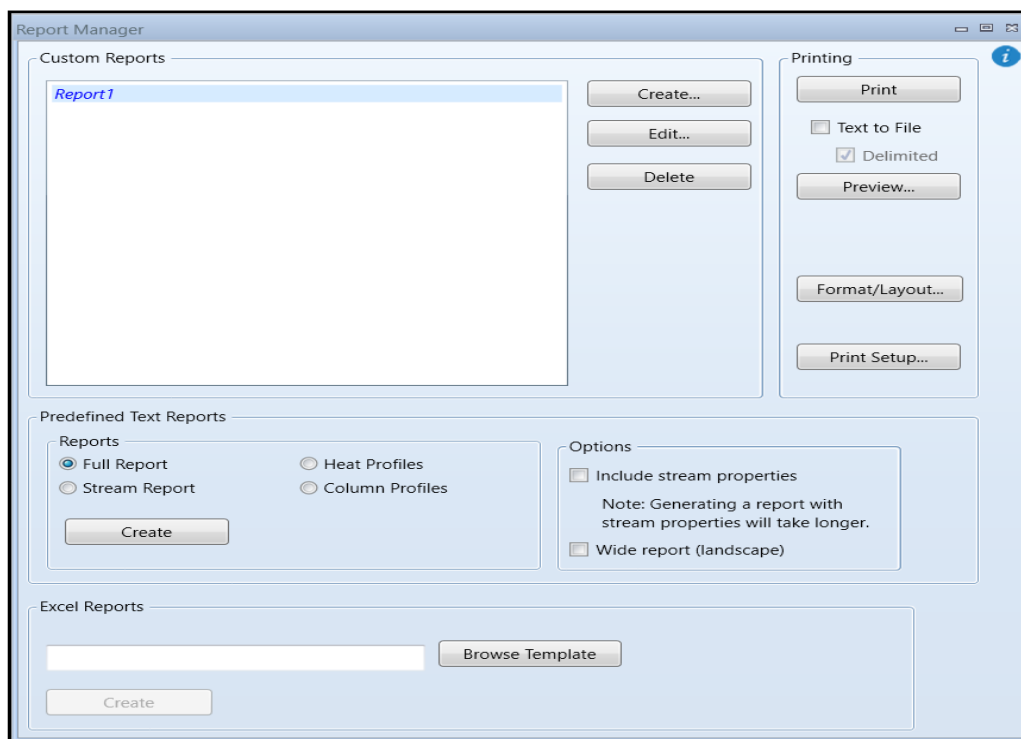 Report Manager
Custom Reports
Report1
Create...
Edit...
Delete
Printing
Print
Text to File
Delimited
Preview...
Format/Layout...
Print Setup...
Predefined Text Reports
Reports
Full Report
Heat Profiles
Stream Report
Column Profiles
Create
Options
Include stream properties
Note: Generating a report with
stream properties will take longer.
Wide report (landscape)
Excel Reports
Browse Template
Create